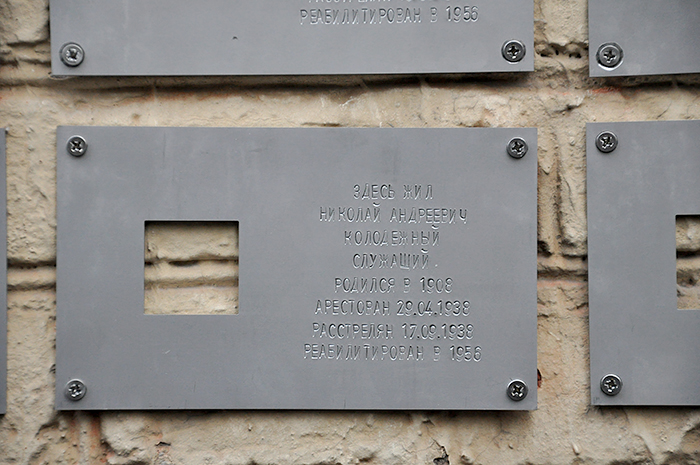 РЕАБИЛИТИРОВАН В 1956
ЗДЕСЬ ЖИЛ
НИКОЛАЙ АНДРЕЕВИЧ
КОЛОДЕЖНЫЙ
СЛУЖАЩИЙ.
РОДИЛСЯ В 1908
АРЕСТОВАН 29.04.1938
РАССТРЕЛЯН 17.09.1938
РЕАБИЛИТИРОВАН В 1956